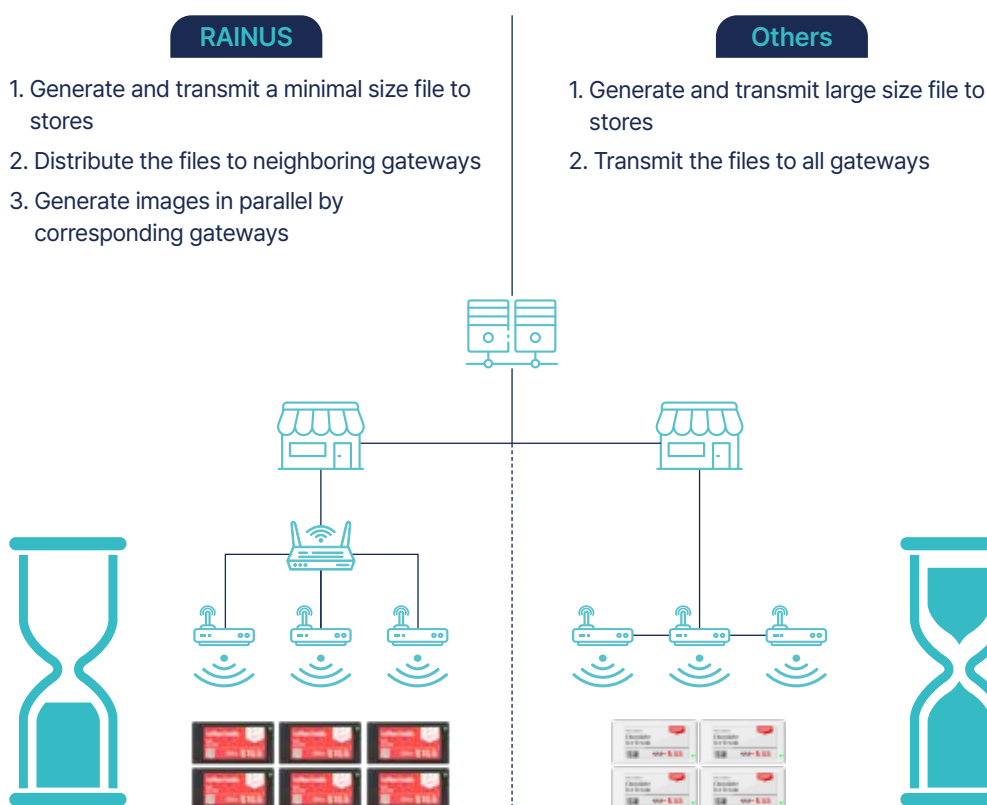 RAINUS
1. Generate and transmit a minimal size file to
stores
2. Distribute the files to neighboring gateways
3. Generate images in parallel by
corresponding gateways
Others
1. Generate and transmit large size file to
stores
2. Transmit the files to all gateways